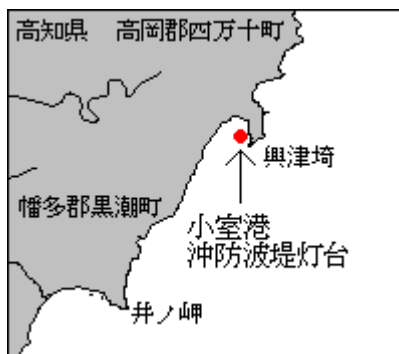 高知県　高岡郡四万十町
興津埼
幡多郡黒潮町
小室港
沖防波堤灯台
井ノ岬